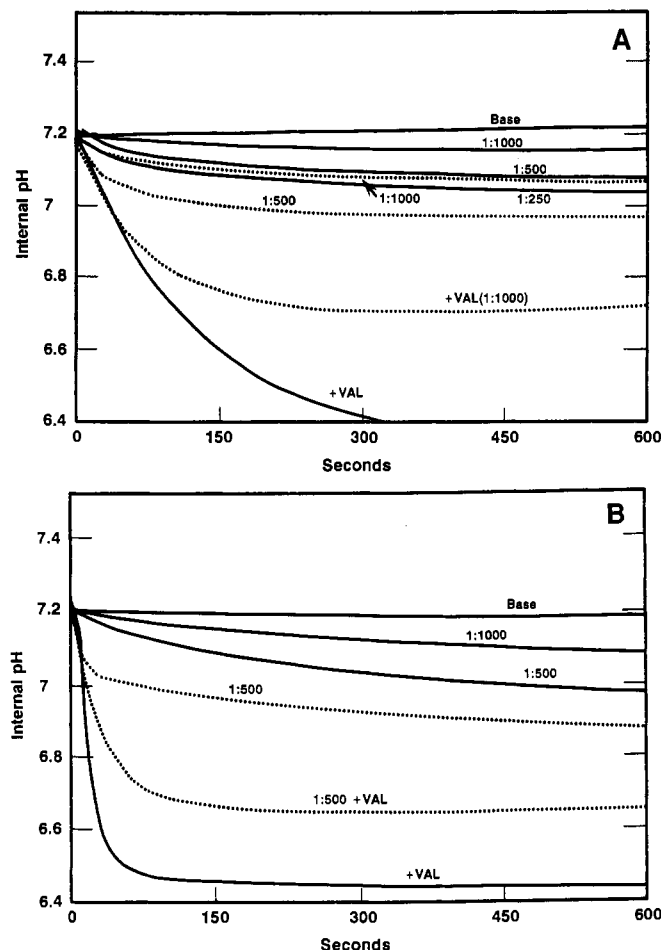 A
7.4
7.2
7
6.8
6.6
6.4
Internal pH
Base
1:1000
1:500
1:1000
1:250
1:500
+VAL(1:1000)
+VAL
0
150
300
450
600
Seconds
B
7.4
7.2
7
6.8
6.6
6.4
Internal pH
Base
1:1000
1:500
1:500
1:500 +VAL
+VAL
0
150
300
450
600
Seconds